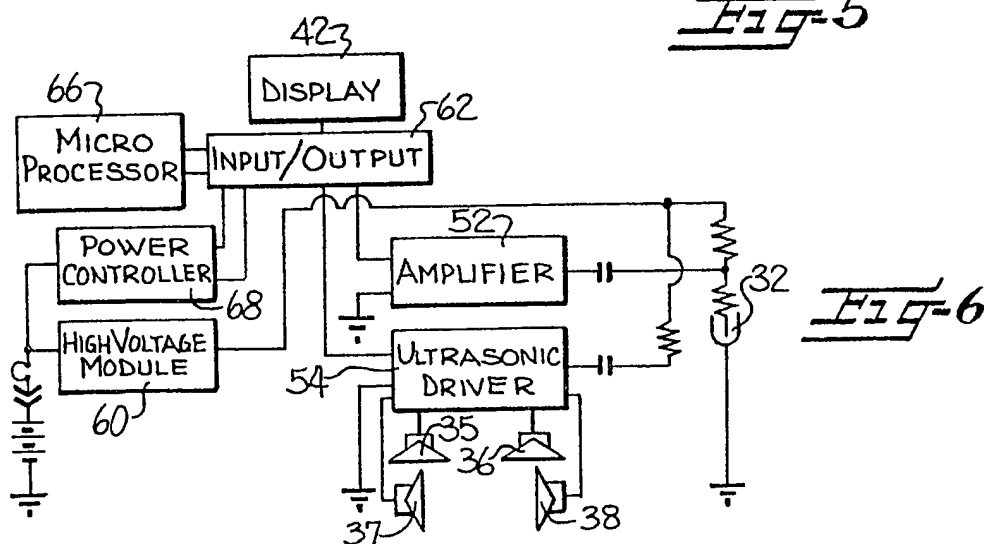 Fig-5
42
DISPLAY
66
MICRO
PROCESSOR
62
INPUT/OUTPUT
POWER
CONTROLLER
68
52
AMPLIFIER
32
Fig-6
HIGH VOLTAGE
MODULE
60
ULTRASONIC
DRIVER
54
35
36
37
38